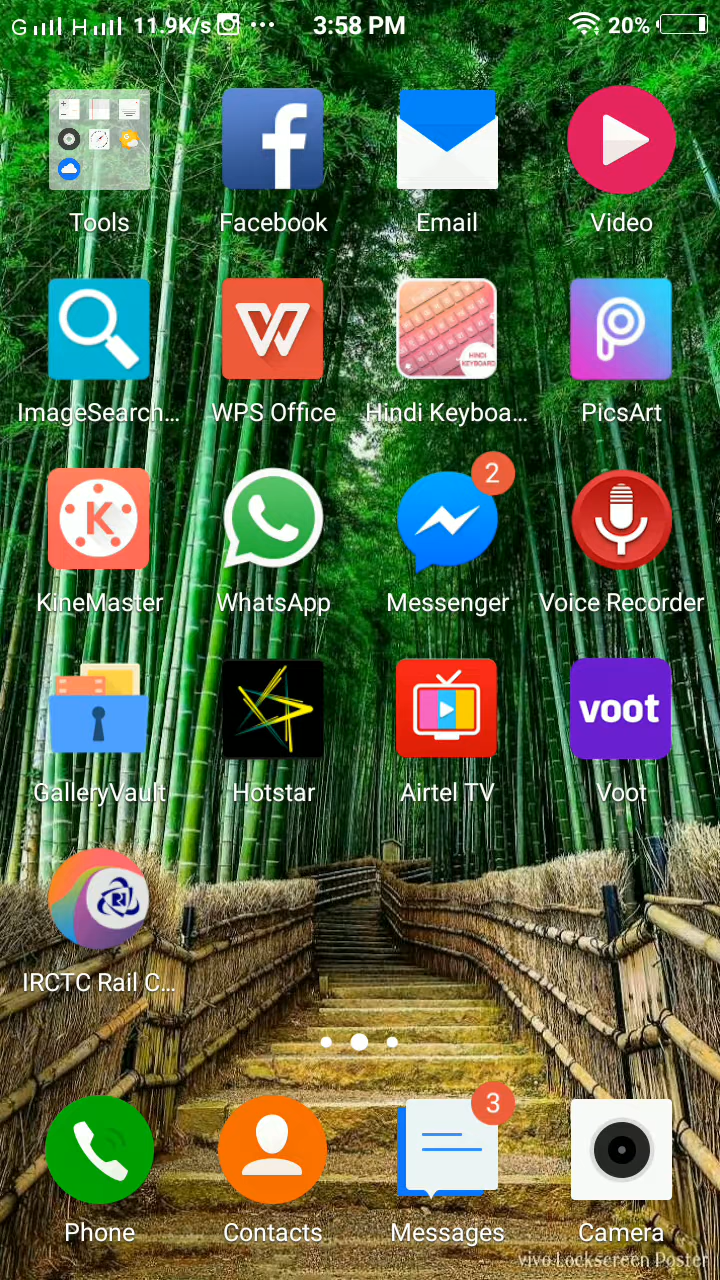 G H 11.9K/s ... 3:58 PM 20%
Tools Facebook Email Video
HINDI
KEYBOARD
ImageSearch... WPS Office Hindi Keyboa... PicsArt
K 2
KineMaster WhatsApp Messenger Voice Recorder
voot
GalleryVault Hotstar Airtel TV Voot
IRCTC Rail C...
3
Phone Contacts Messages Camera
vivo Lockscreen Poster